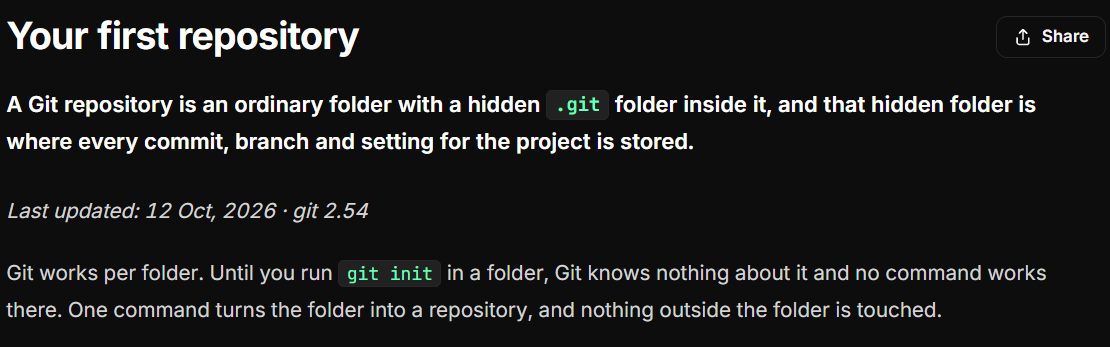 Your first repository
Share
A Git repository is an ordinary folder with a hidden .git folder inside it, and that hidden folder is
where every commit, branch and setting for the project is stored.
Last updated: 12 Oct, 2026 · git 2.54
Git works per folder. Until you run git init in a folder, Git knows nothing about it and no command works
there. One command turns the folder into a repository, and nothing outside the folder is touched.